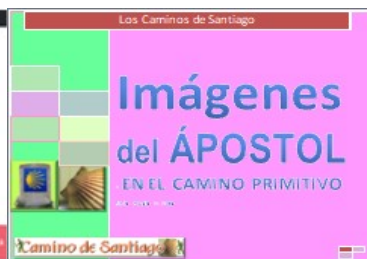 Los Caminos de Santiago
Imágenes
del ÁPOSTOL
EN EL CAMINO PRIMITIVO
Camino de Santiago